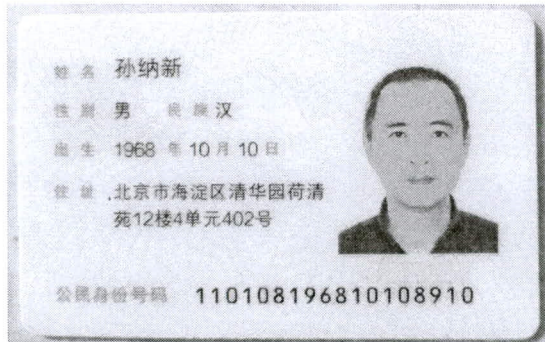 姓名 孙纳新
性别 男 民族 汉
出生 1968 年 10 月 10 日
住址 北京市海淀区清华园荷清
苑12楼4单元402号
公民身份号码 110108196810108910